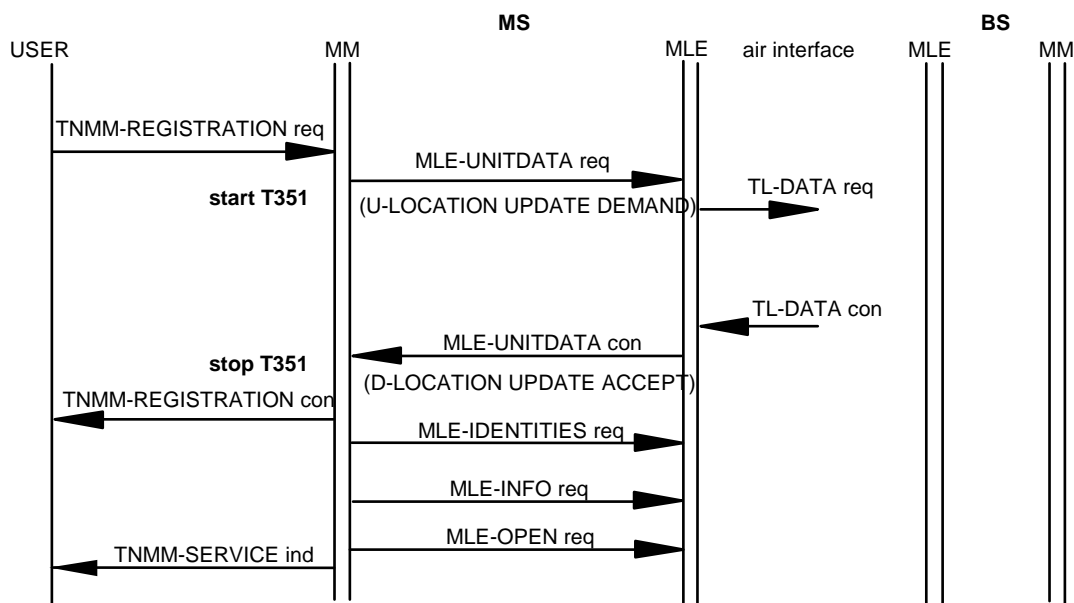 MS BS
USER MM MLE air interface MLE MM
TNMM-REGISTRATION req
MLE-UNITDATA req
start T351
TL-DATA req
(U-LOCATION UPDATE DEMAND)
TL-DATA con
MLE-UNITDATA con
stop T351
(D-LOCATION UPDATE ACCEPT)
TNMM-REGISTRATION con
MLE-IDENTITIES req
MLE-INFO req
MLE-OPEN req
TNMM-SERVICE ind